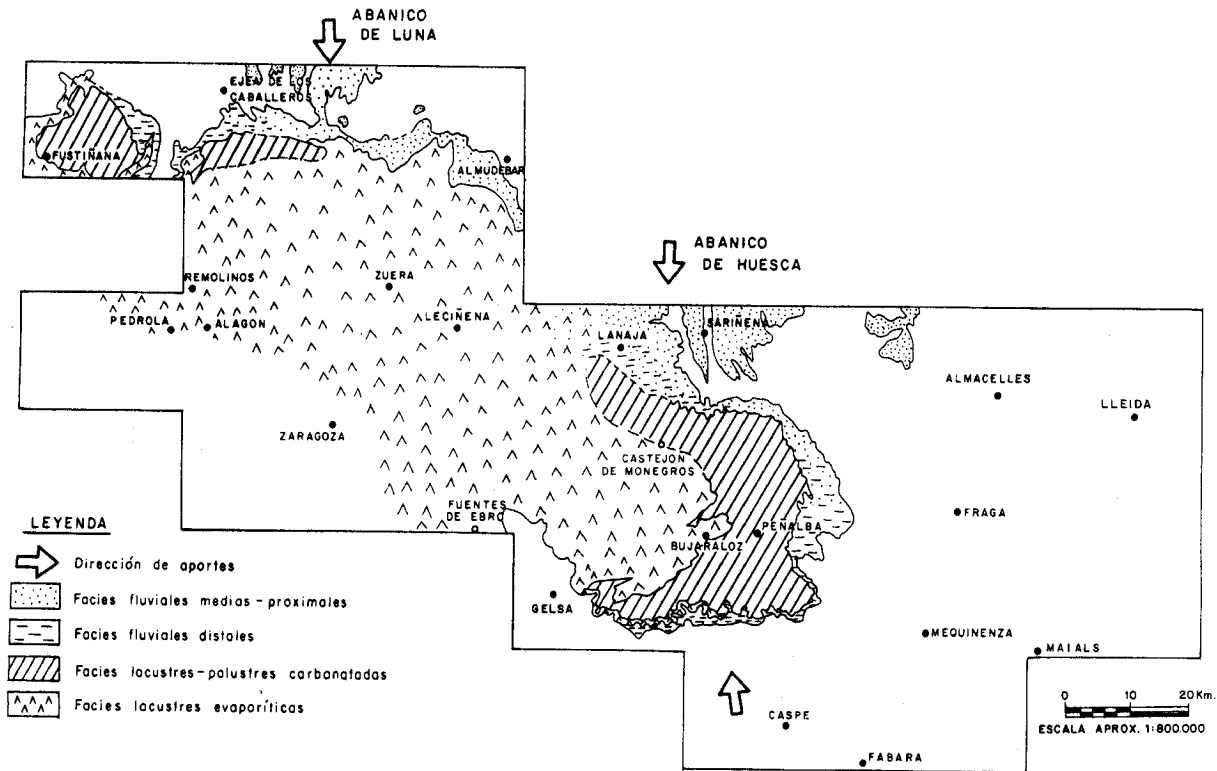 ABANICO
DE LUNA
EJEA DE LOS
CABALLEROS
FUSTIÑANA
ALMUDEBAR
ABANICO
DE HUESCA
REMOLINOS
ZUERA
PEDROLA
ALAGON
LECIÑENA
LANAJA
SARIÑENA
ALMACELLES
LLEIDA
ZARAGOZA
CASTEJON
DE MONEGROS
FUENTES
DE EBRO
FRAGA
BUJARALOZ
PEÑALBA
GELSA
MEQUINENZA
MAIALS
CASPE
FABARA
LEYENDA
Dirección de aportes
Facies fluviales medias-proximales
Facies fluviales distales
Facies lacustres-palustres carbonatadas
Facies lacustres evaporíticas
0 10 20 Km.
ESCALA APROX. 1:800.000